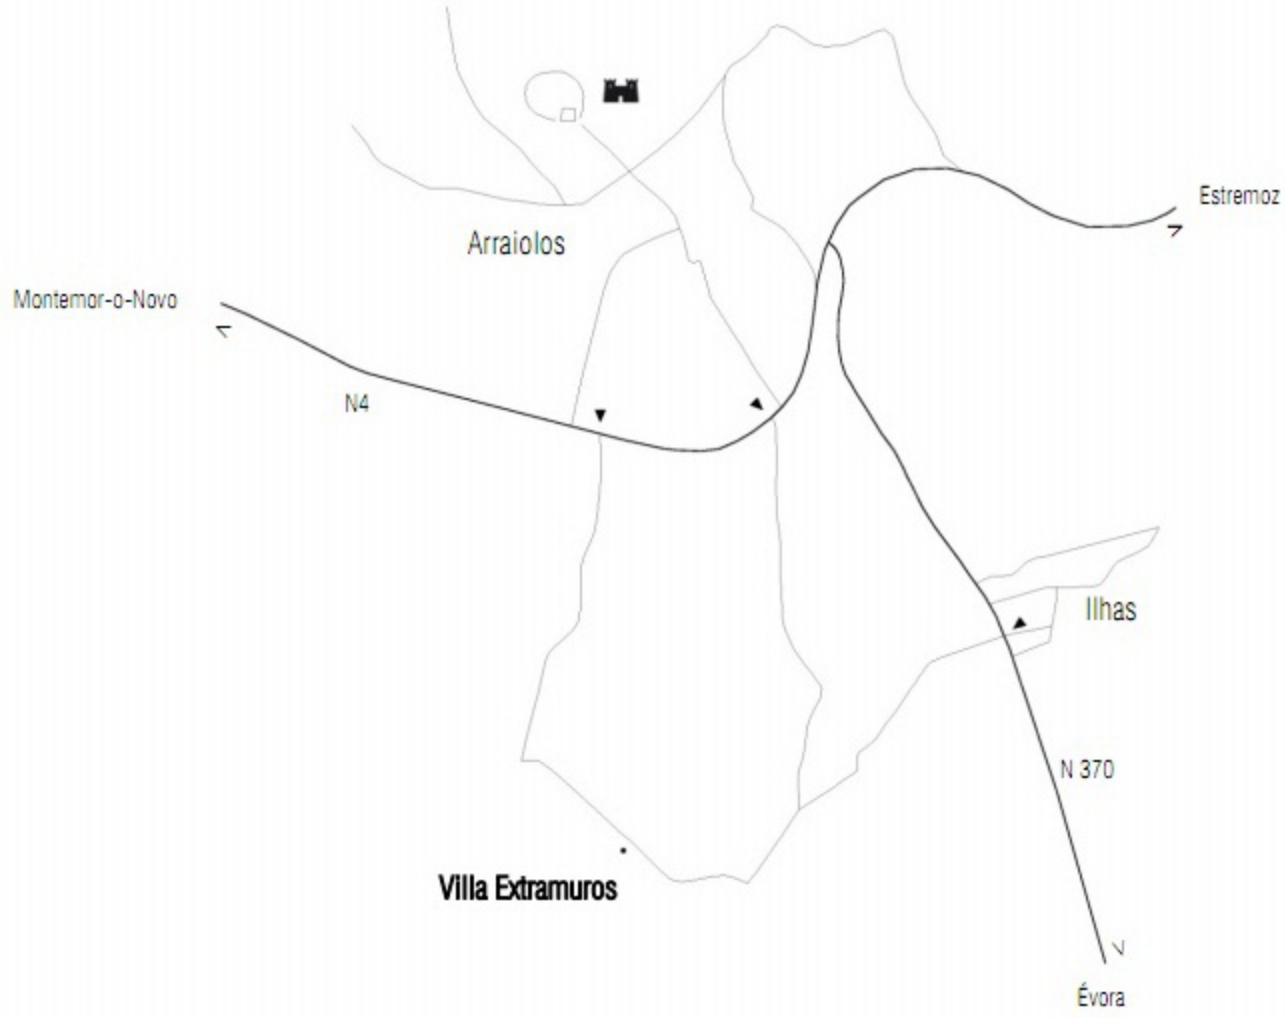 Estremoz
Arraiolos
Montemor-o-Novo
N4
Ilhas
N 370
Villa Extramuros
Évora